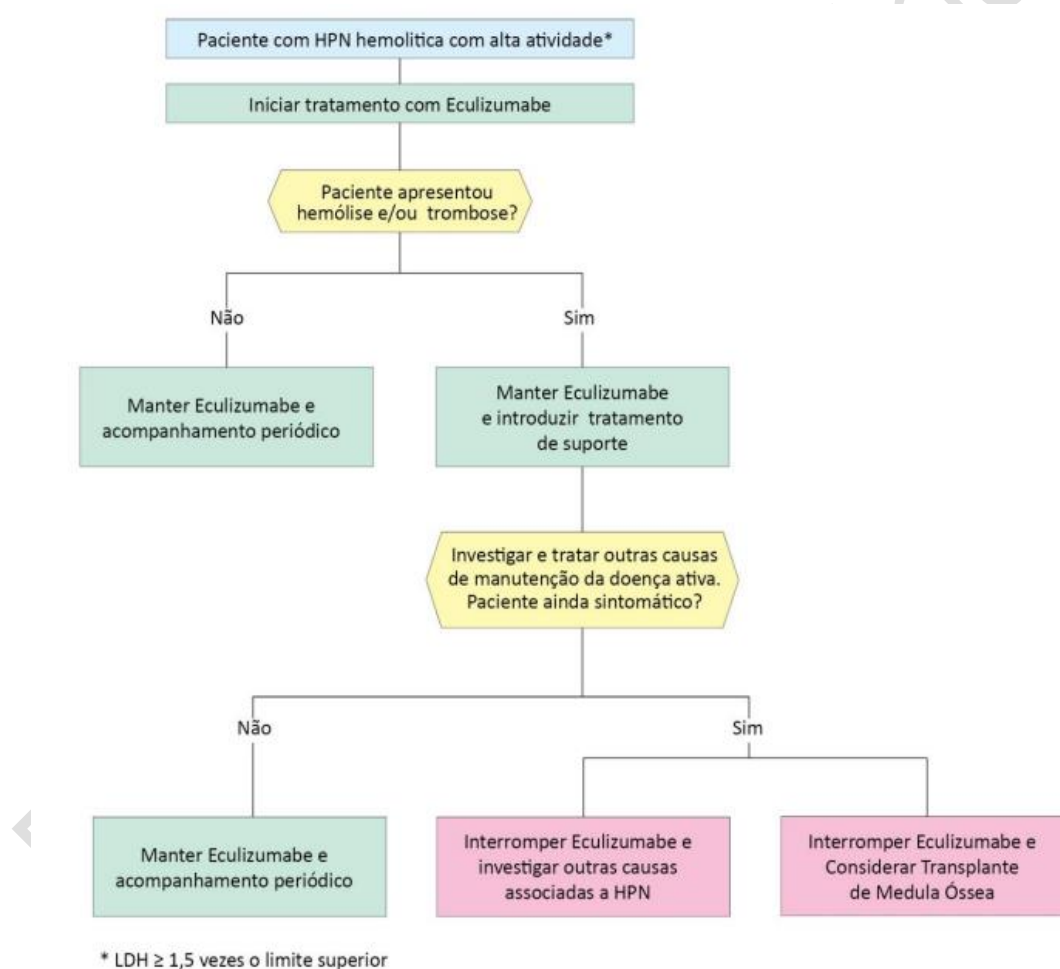 Paciente com HPN hemolitica com alta atividade*
Iniciar tratamento com Eculizumabe
Paciente apresentou
hemólise e/ou trombose?
Não
Sim
Manter Eculizumabe e
acompanhamento periódico
Manter Eculizumabe
e introduzir tratamento
de suporte
Investigar e tratar outras causas
de manutenção da doença ativa.
Paciente ainda sintomático?
Não
Sim
Manter Eculizumabe e
acompanhamento periódico
Interromper Eculizumabe e
investigar outras causas
associadas a HPN
Interromper Eculizumabe e
Considerar Transplante
de Medula Óssea
* LDH ≥ 1,5 vezes o limite superior